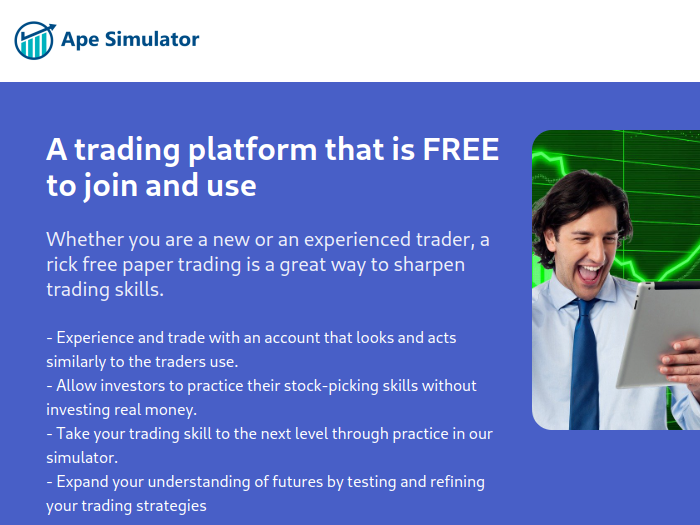 Ape Simulator
A trading platform that is FREE
to join and use
Whether you are a new or an experienced trader, a
rick free paper trading is a great way to sharpen
trading skills.
- Experience and trade with an account that looks and acts
similarly to the traders use.
- Allow investors to practice their stock-picking skills without
investing real money.
- Take your trading skill to the next level through practice in our
simulator.
- Expand your understanding of futures by testing and refining
your trading strategies